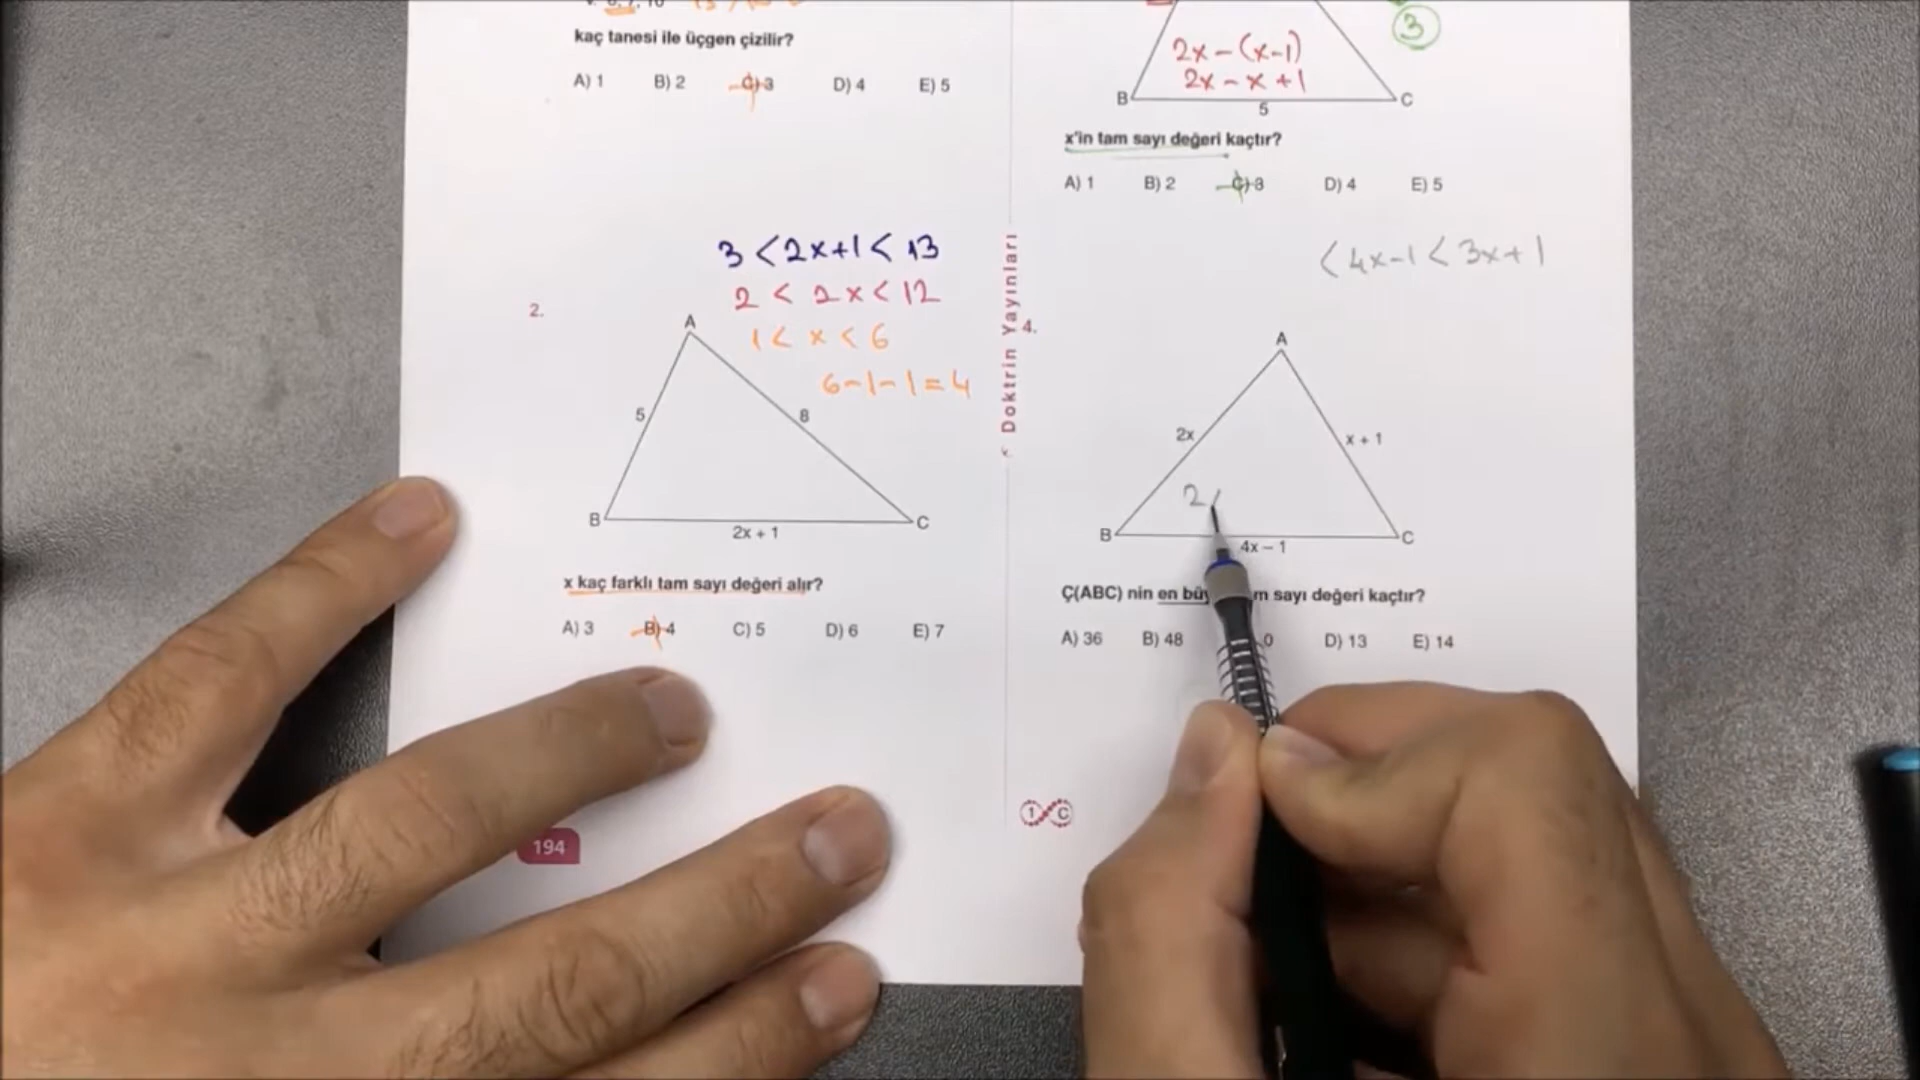 kaç tanesi ile üçgen çizilir?
A) 1 B) 2 C) 3 D) 4 E) 5
2.
3 < 2x+1 < 13
2 < 2x < 12
1 < x < 6
6-1-1=4
A
5
8
B
C
2x + 1
x kaç farklı tam sayı değeri alır?
A) 3 B) 4 C) 5 D) 6 E) 7
194
Doktrin Yayınları
3
2x-(x-1)
2x-x+1
B
C
5
x'in tam sayı değeri kaçtır?
A) 1 B) 2 C) 3 D) 4 E) 5
<4x-1<3x+1
4.
A
2x
x + 1
2<
B
C
4x – 1
Ç(ABC) nin en sayı değeri kaçtır?
A) 36 B) 48 D) 13 E) 14
1 C